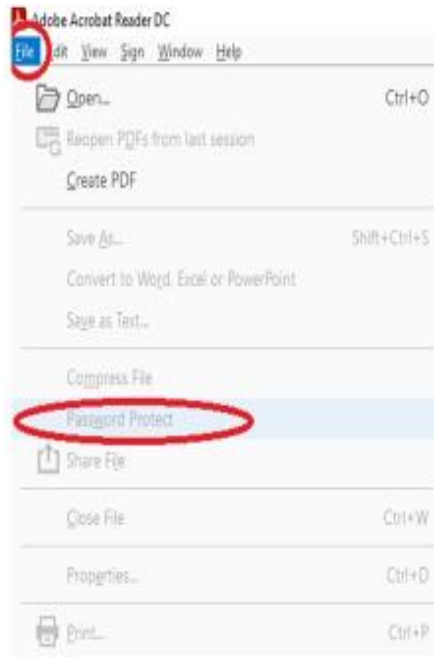 Adobe Acrobat Reader DC
File Edit View Sign Window Help
Open... Ctrl+O
Reopen PDFs from last session
Create PDF
Save As... Shift+Ctrl+S
Convert to Word, Excel or PowerPoint
Save as Text...
Compress File
Password Protect
Share File
Close File Ctrl+W
Properties... Ctrl+D
Print... Ctrl+P